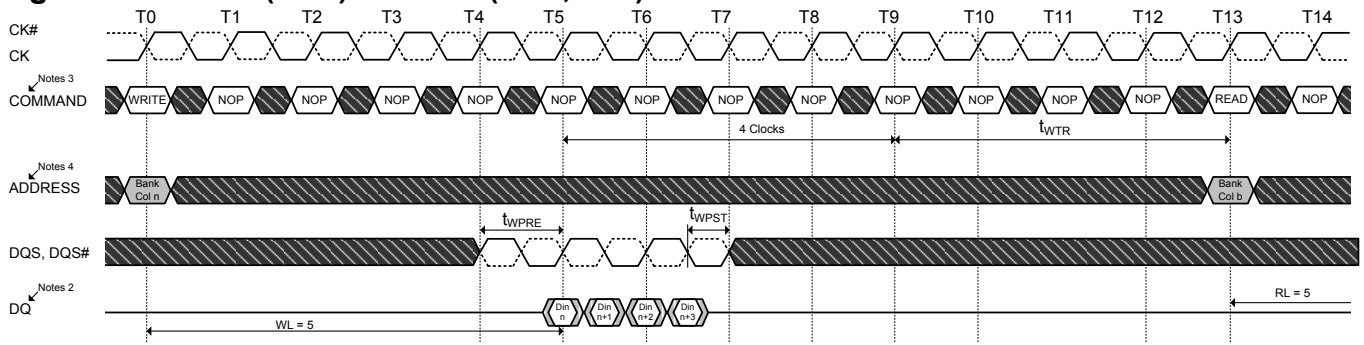 T0 T1 T2 T3 T4 T5 T6 T7 T8 T9 T10 T11 T12 T13 T14
CK#
CK
Notes 3
COMMAND
WRITE NOP NOP NOP NOP NOP NOP NOP NOP NOP NOP NOP NOP READ NOP
4 Clocks
tWTR
Notes 4
ADDRESS
Bank
Col n
Bank
Col b
tWPRE
tWPST
DQS, DQS#
Notes 2
DQ
Din
n
Din
n+1
Din
n+2
Din
n+3
WL = 5
RL = 5